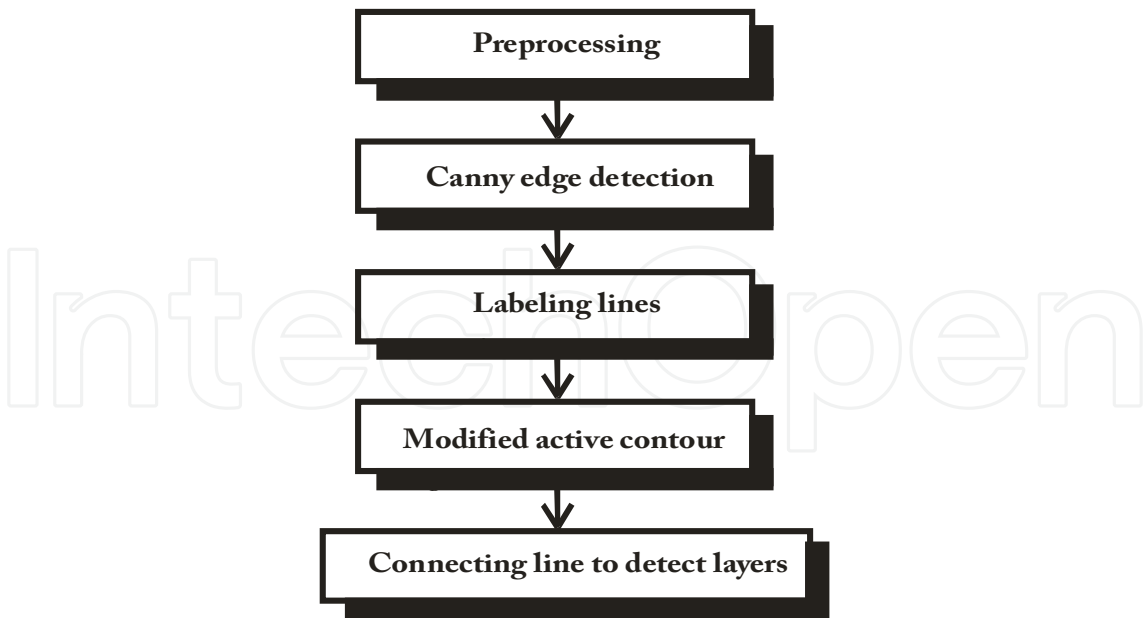 Preprocessing
Canny edge detection
Labeling lines
IntechOpen
Modified active contour
Connecting line to detect layers